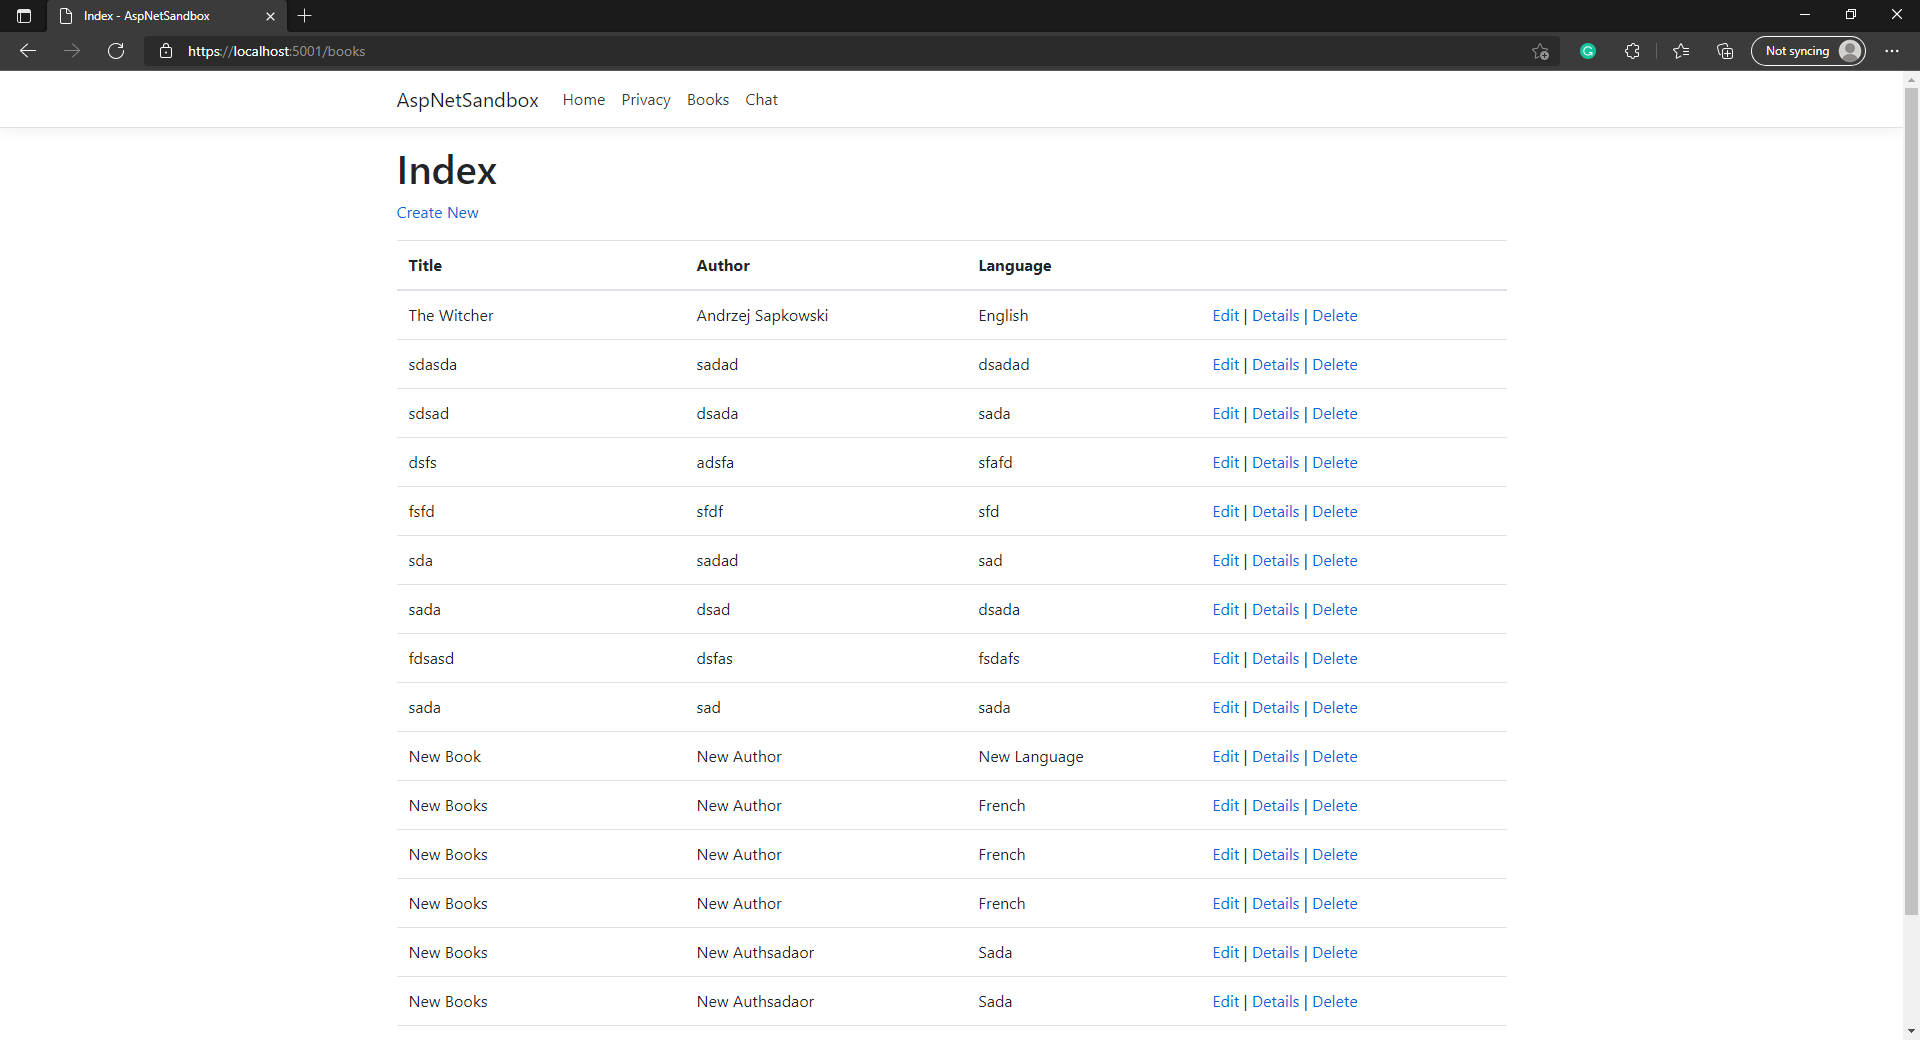 Index - AspNetSandbox
https://localhost:5001/books
Not syncing
AspNetSandbox Home Privacy Books Chat
Index
Create New
Title Author Language
The Witcher Andrzej Sapkowski English Edit | Details | Delete
sdasda sadad dsadad Edit | Details | Delete
sdsad dsada sada Edit | Details | Delete
dsfs adsfa sfafd Edit | Details | Delete
fsfd sfdf sfd Edit | Details | Delete
sda sadad sad Edit | Details | Delete
sada dsad dsada Edit | Details | Delete
fdsasd dsfas fsdafs Edit | Details | Delete
sada sad sada Edit | Details | Delete
New Book New Author New Language Edit | Details | Delete
New Books New Author French Edit | Details | Delete
New Books New Author French Edit | Details | Delete
New Books New Author French Edit | Details | Delete
New Books New Authsadaor Sada Edit | Details | Delete
New Books New Authsadaor Sada Edit | Details | Delete